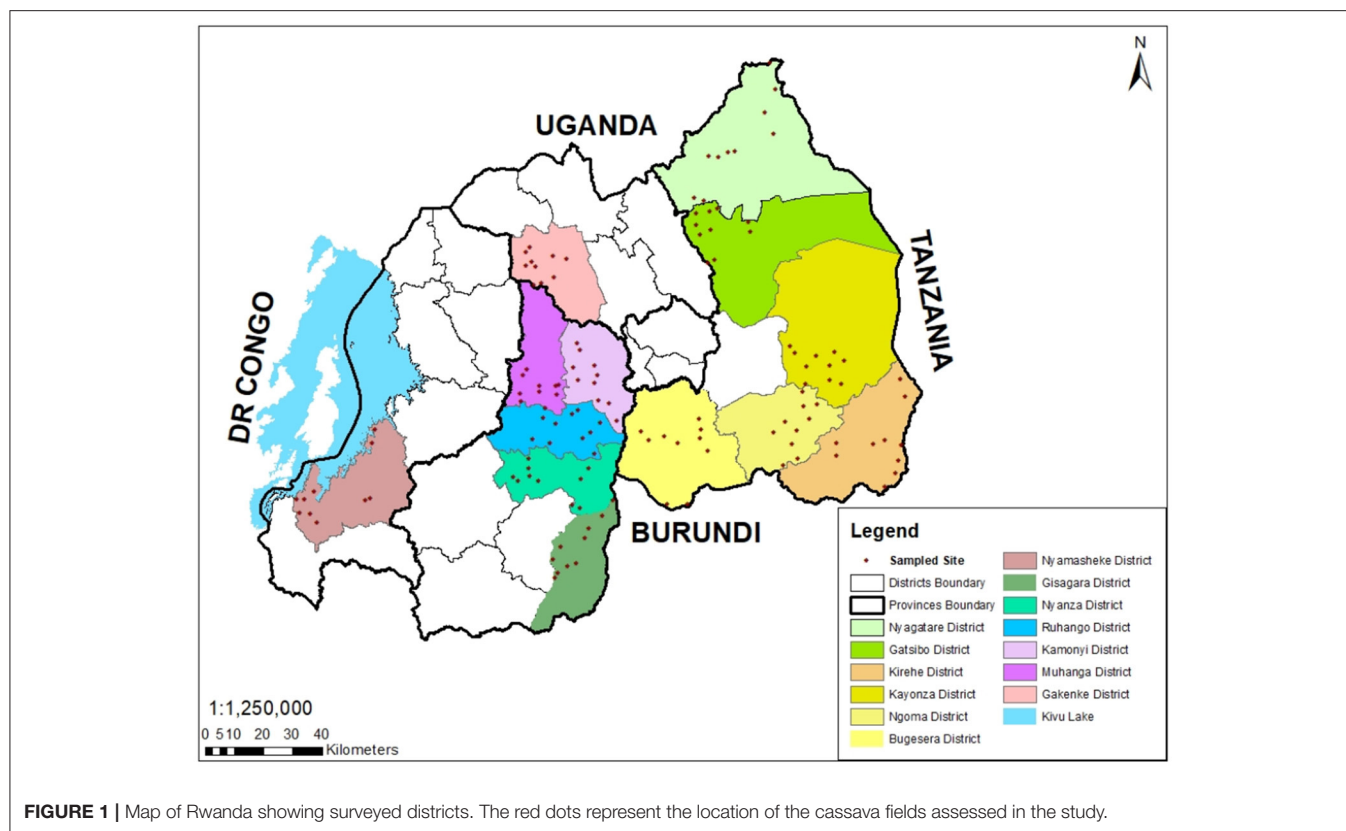 N
UGANDA
TANZANIA
DR CONGO
BURUNDI
Legend
Sampled Site
Districts Boundary
Provinces Boundary
Nyagatare District
Gatsibo District
Kirehe District
Kayonza District
Ngoma District
Bugesera District
Nyamasheke District
Gisagara District
Nyanza District
Ruhango District
Kamonyi District
Muhanga District
Gakenke District
Kivu Lake
1:1,250,000
0 510 20 30 40
Kilometers
FIGURE 1 | Map of Rwanda showing surveyed districts. The red dots represent the location of the cassava fields assessed in the study.